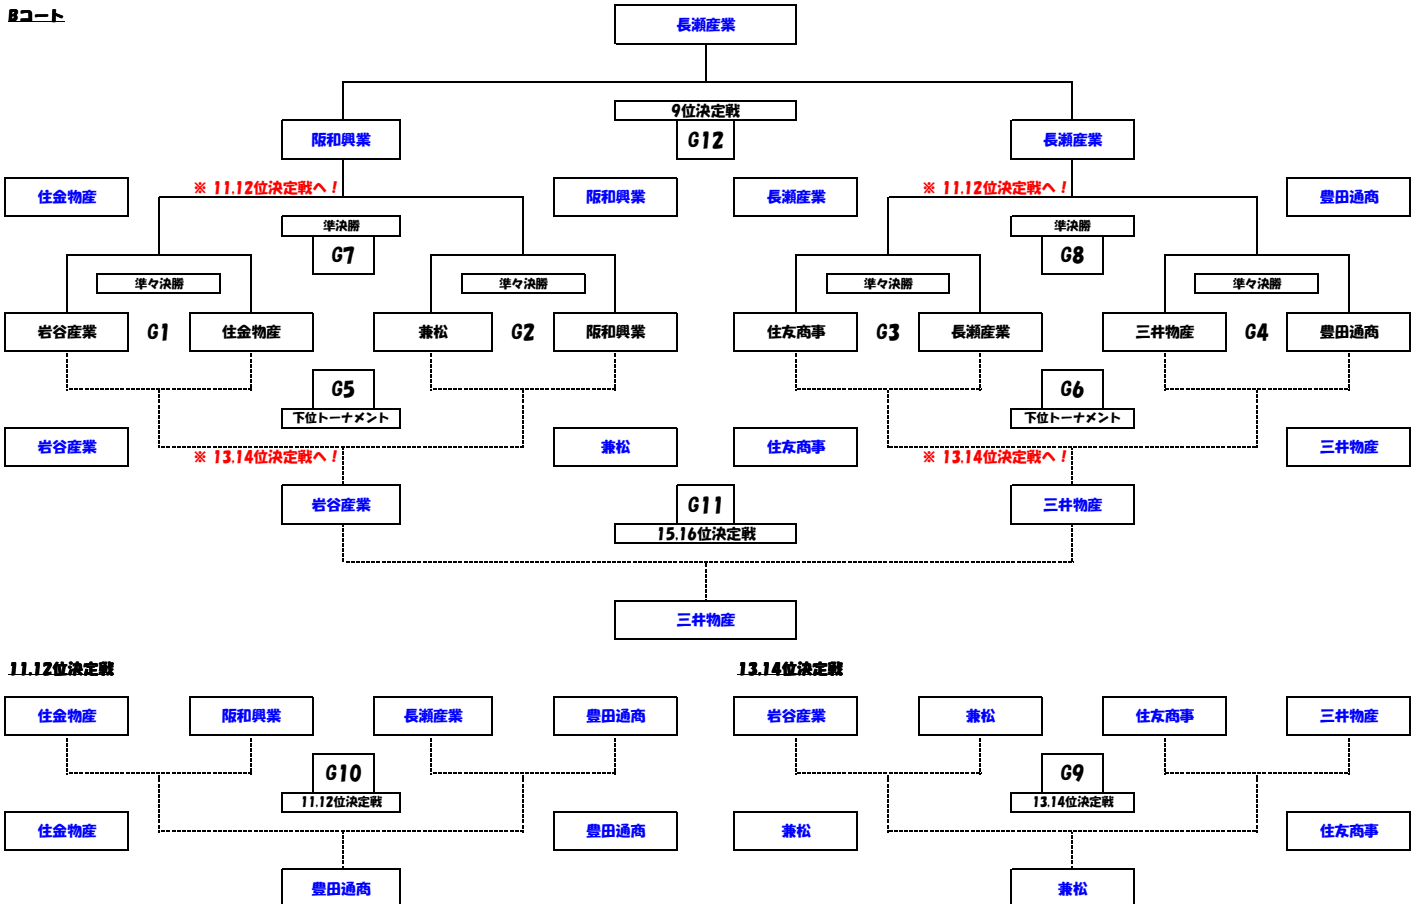 Bコート
長瀬産業
9位決定戦
阪和興業
G12
長瀬産業
住金物産
※ 11.12位決定戦へ！
阪和興業
長瀬産業
※ 11.12位決定戦へ！
豊田通商
準決勝
準決勝
G7
G8
準々決勝
準々決勝
準々決勝
準々決勝
岩谷産業
G1
住金物産
兼松
G2
阪和興業
住友商事
G3
長瀬産業
三井物産
G4
豊田通商
G5
G6
下位トーナメント
下位トーナメント
岩谷産業
※ 13.14位決定戦へ！
兼松
住友商事
※ 13.14位決定戦へ！
三井物産
岩谷産業
G11
三井物産
15.16位決定戦
三井物産
11.12位決定戦
13.14位決定戦
住金物産
阪和興業
長瀬産業
豊田通商
岩谷産業
兼松
住友商事
三井物産
G10
G9
11.12位決定戦
13.14位決定戦
住金物産
豊田通商
兼松
住友商事
豊田通商
兼松